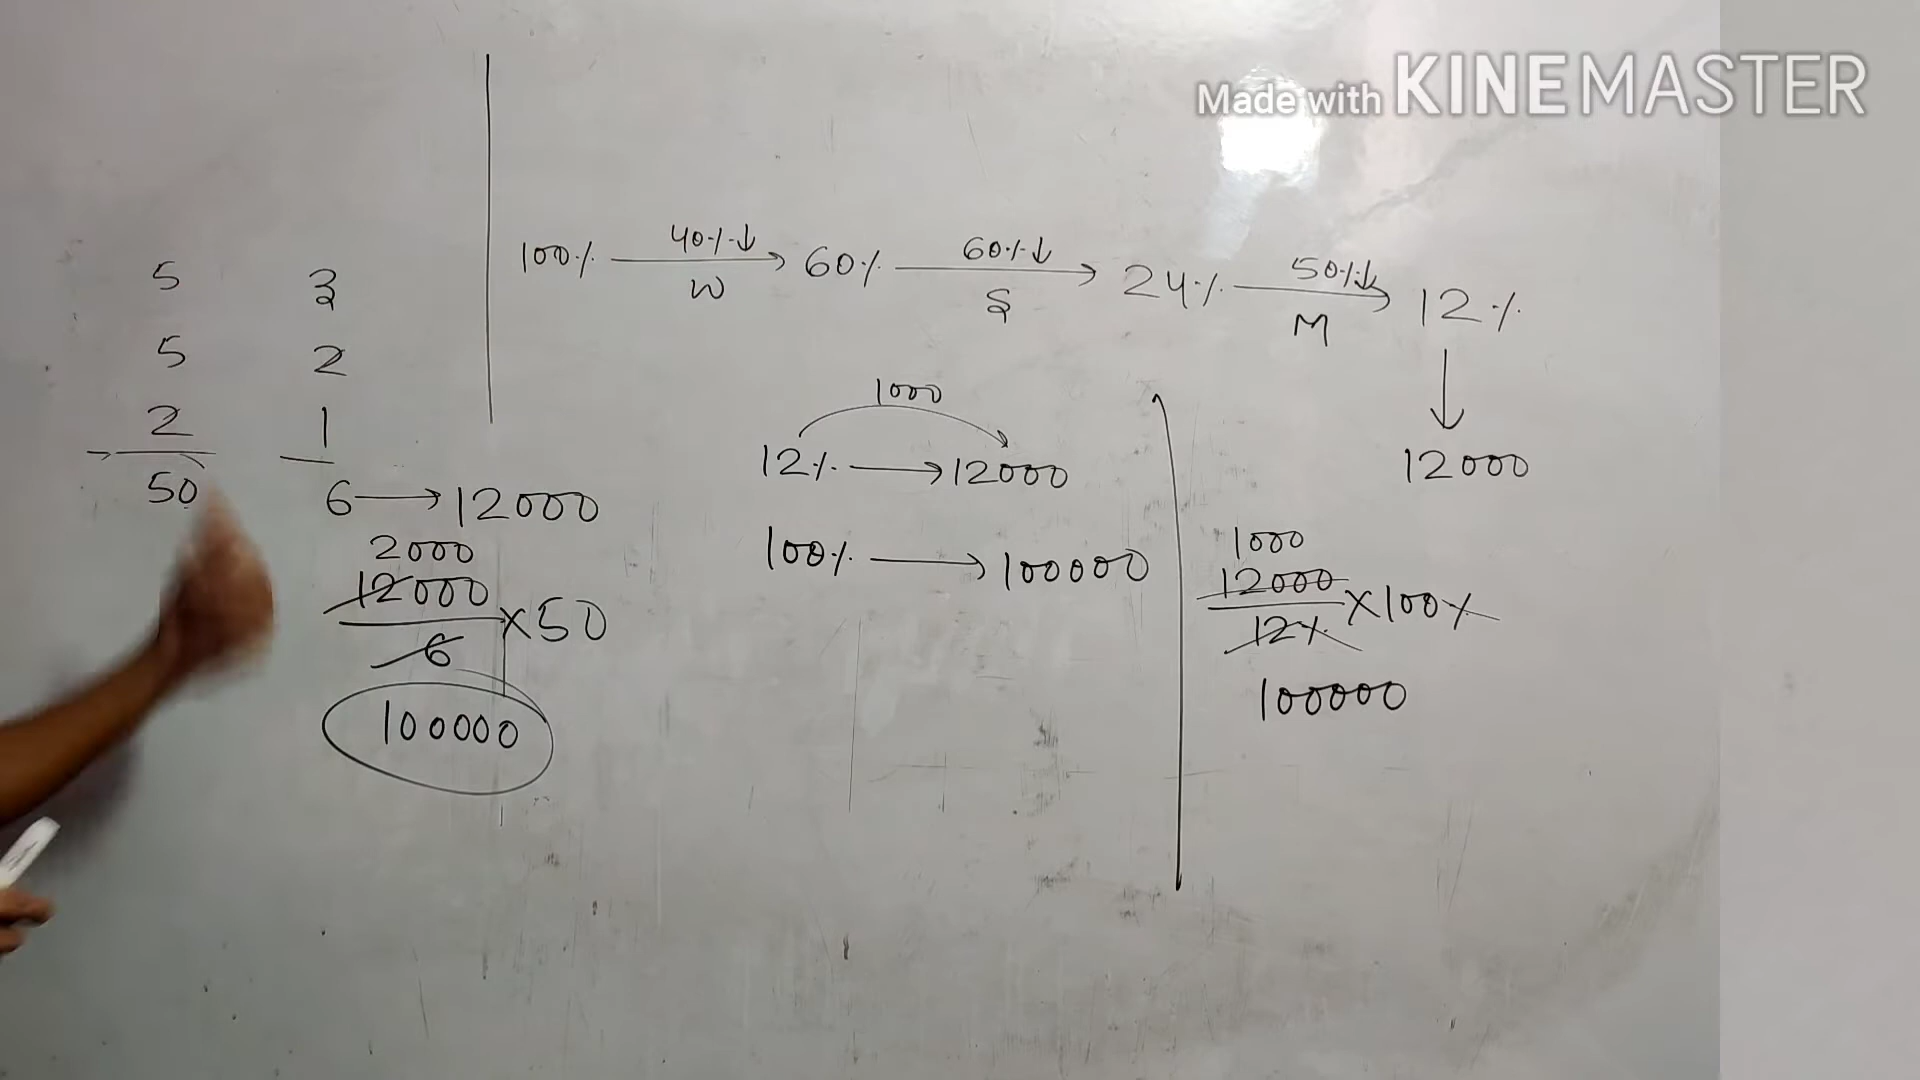 Made with KINEMASTER
5 3
5 2
2 1
50 6 → 12000
2000
12000
6
×50
100000
100% 40%↓ → 60% 60%↓ → 24% 50%↓ → 12%
W S M
↓
12000
1000
12% → 12000
100% → 100000
1000
12000
12%
×100%
100000